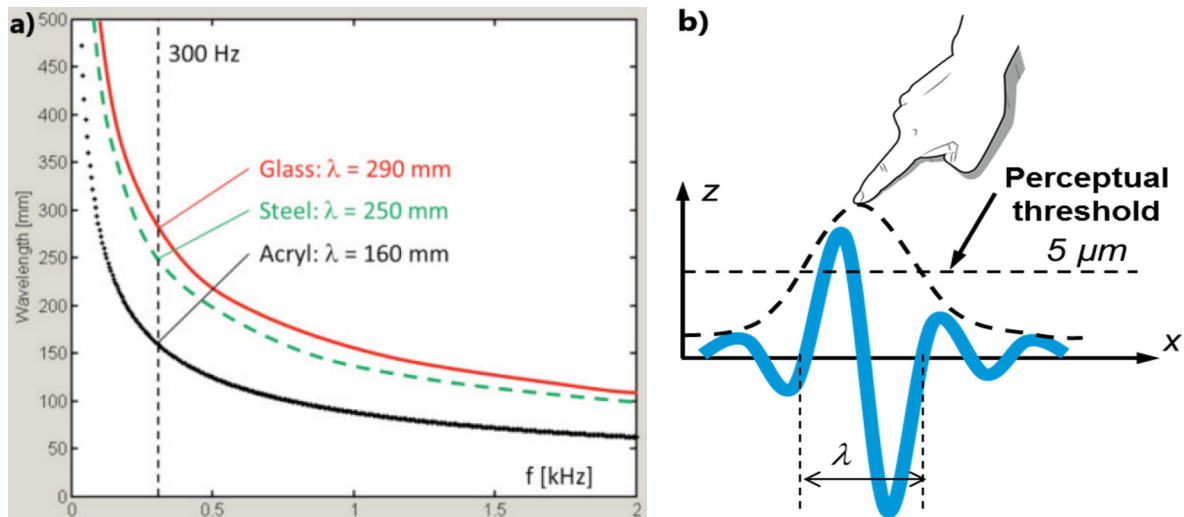 a)
500
450
400
350
300
250
200
150
100
50
0
Wavelength [mm]
300 Hz
Glass: λ = 290 mm
Steel: λ = 250 mm
Acryl: λ = 160 mm
f [kHz]
0
0.5
1
1.5
2
b)
z
Perceptual
threshold
5 μm
x
λ